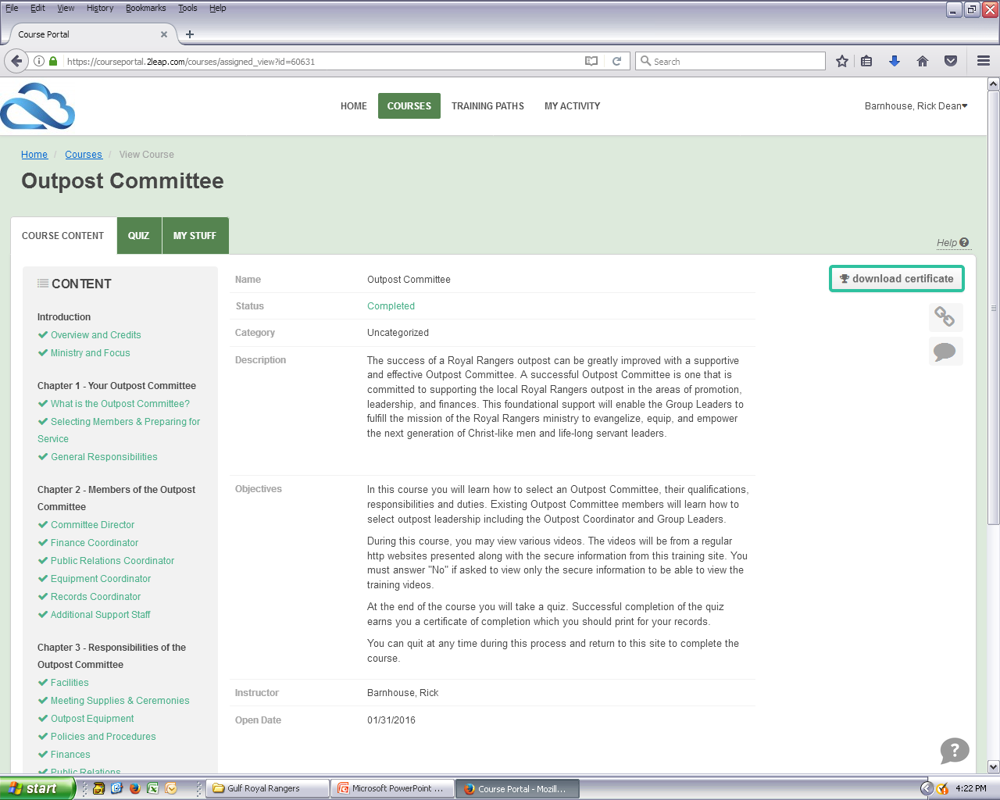 File Edit View History Bookmarks Tools Help
Course Portal
https://courseportal.2leap.com/courses/assigned_view?id=60631
Search
HOME COURSES TRAINING PATHS MY ACTIVITY
Barnhouse, Rick Dean
Home / Courses / View Course
Outpost Committee
COURSE CONTENT QUIZ MY STUFF
Help
CONTENT
Introduction
Overview and Credits
Ministry and Focus
Chapter 1 - Your Outpost Committee
What is the Outpost Committee?
Selecting Members & Preparing for
Service
General Responsibilities
Chapter 2 - Members of the Outpost
Committee
Committee Director
Finance Coordinator
Public Relations Coordinator
Equipment Coordinator
Records Coordinator
Additional Support Staff
Chapter 3 - Responsibilities of the
Outpost Committee
Facilities
Meeting Supplies & Ceremonies
Outpost Equipment
Policies and Procedures
Finances
Public Relations
Name Outpost Committee
Status Completed
Category Uncategorized
Description The success of a Royal Rangers outpost can be greatly improved with a supportive
and effective Outpost Committee. A successful Outpost Committee is one that is
committed to supporting the local Royal Rangers outpost in the areas of promotion,
leadership, and finances. This foundational support will enable the Group Leaders to
fulfill the mission of the Royal Rangers ministry to evangelize, equip, and empower
the next generation of Christ-like men and life-long servant leaders.
Objectives In this course you will learn how to select an Outpost Committee, their qualifications,
responsibilities and duties. Existing Outpost Committee members will learn how to
select outpost leadership including the Outpost Coordinator and Group Leaders.
During this course, you may view various videos. The videos will be from a regular
http websites presented along with the secure information from this training site. You
must answer "No" if asked to view only the secure information to be able to view the
training videos.
At the end of the course you will take a quiz. Successful completion of the quiz
earns you a certificate of completion which you should print for your records.
You can quit at any time during this process and return to this site to complete the
course.
Instructor Barnhouse, Rick
Open Date 01/31/2016
download certificate
?
start
Gulf Royal Rangers
Microsoft PowerPoint ...
Course Portal - Mozill...
4:22 PM